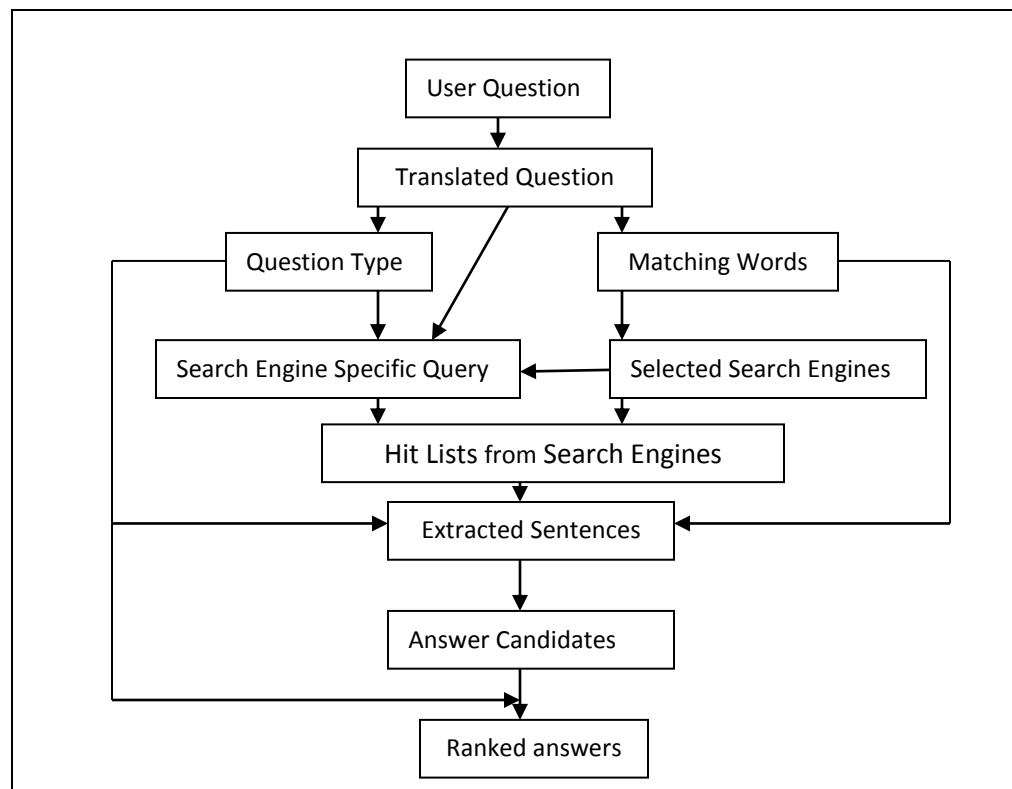 User Question
Translated Question
Question Type
Matching Words
Search Engine Specific Query
Selected Search Engines
Hit Lists from Search Engines
Extracted Sentences
Answer Candidates
Ranked answers